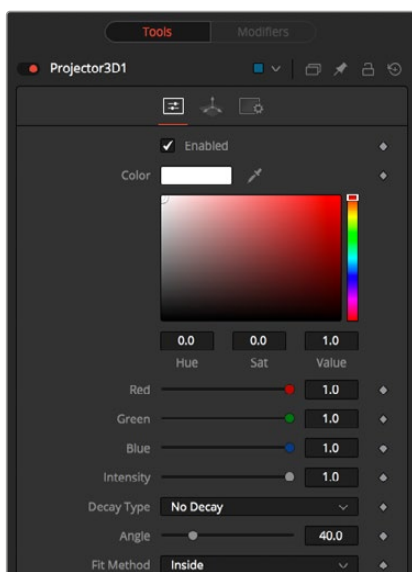 Tools Modifiers
Projector3D1
Enabled
Color
0.0 0.0 1.0
Hue Sat Value
Red 1.0
Green 1.0
Blue 1.0
Intensity 1.0
Decay Type No Decay
Angle 40.0
Fit Method Inside